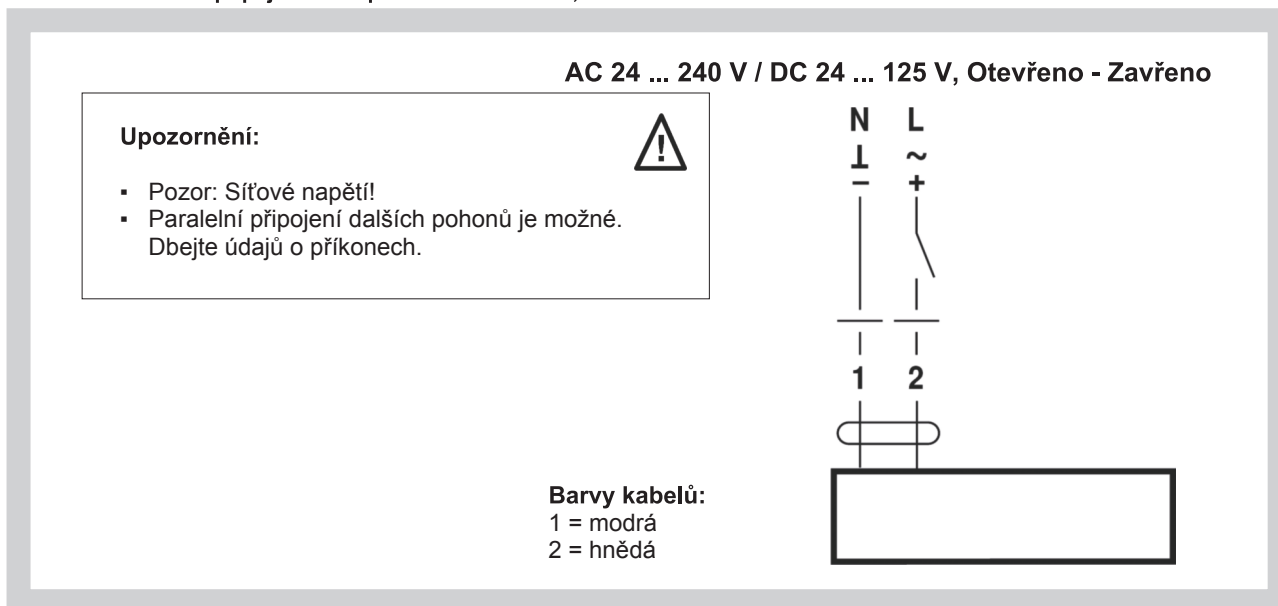 AC 24 ... 240 V / DC 24 ... 125 V, Otevřeno - Zavřeno
Upozornění:
▪ Pozor: Síťové napětí!
▪ Paralelní připojení dalších pohonů je možné.
Dbejte údajů o příkonech.
N L
⊥ ~
– +
1 2
Barvy kabelů:
1 = modrá
2 = hnědá